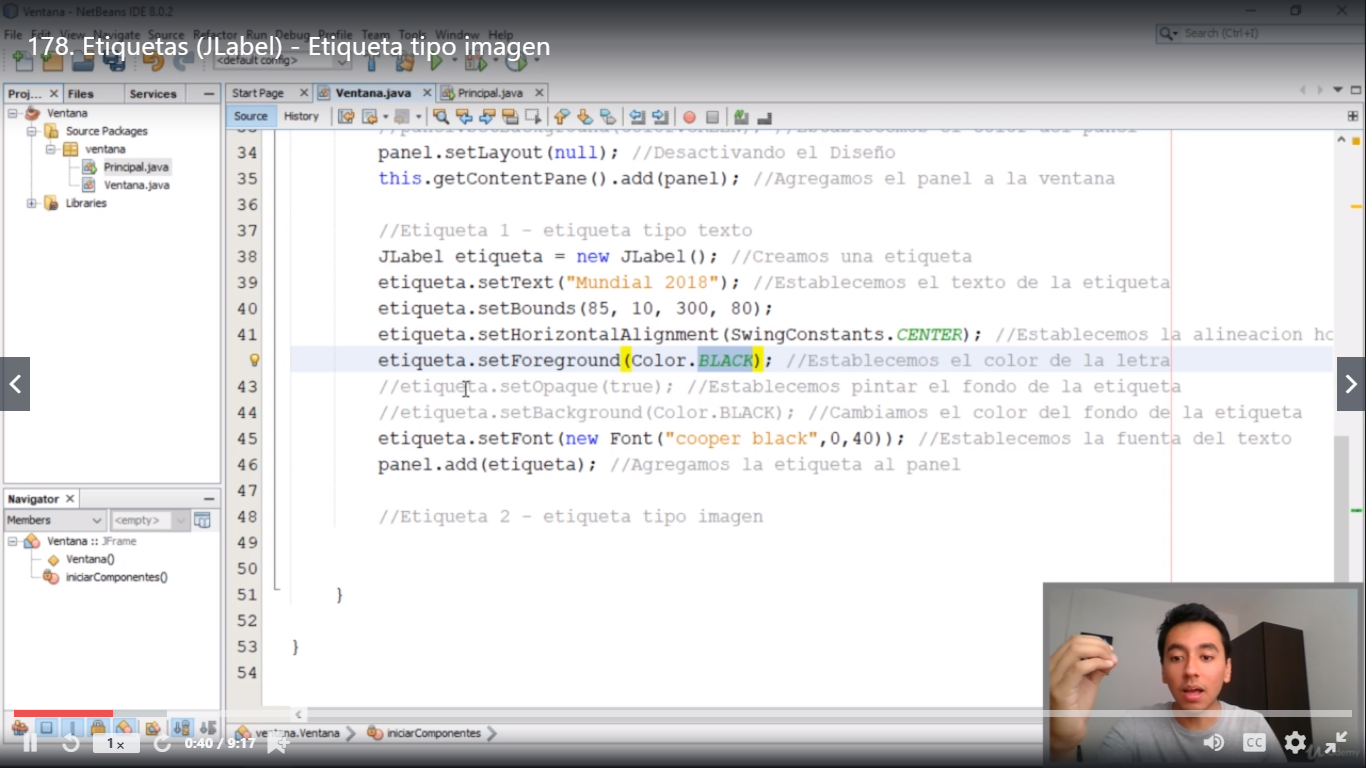 Ventana - NetBeans IDE 8.0.2
File Edit View Navigate Source Refactor Run Debug Profile Team Tools Window Help
Search (Ctrl+I)
178. Etiquetas (JLabel) - Etiqueta tipo imagen
<default config>
Proj... Files Services
Start Page Ventana.java Principal.java
Source History
Ventana
Source Packages
ventana
Principal.java
Ventana.java
Libraries
34 panel.setLayout(null); //Desactivando el Diseño
35 this.getContentPane().add(panel); //Agregamos el panel a la ventana
36
37 //Etiqueta 1 - etiqueta tipo texto
38 JLabel etiqueta = new JLabel(); //Creamos una etiqueta
39 etiqueta.setText("Mundial 2018"); //Establecemos el texto de la etiqueta
40 etiqueta.setBounds(85, 10, 300, 80);
41 etiqueta.setHorizontalAlignment(SwingConstants.CENTER); //Establecemos la alineacion ho
etiqueta.setForeground(Color.BLACK); //Establecemos el color de la letra
43 //etiqueta.setOpaque(true); //Establecemos pintar el fondo de la etiqueta
44 //etiqueta.setBackground(Color.BLACK); //Cambiamos el color del fondo de la etiqueta
45 etiqueta.setFont(new Font("cooper black",0,40)); //Establecemos la fuenta del texto
46 panel.add(etiqueta); //Agregamos la etiqueta al panel
47
48 //Etiqueta 2 - etiqueta tipo imagen
49
50
51 }
52
53 }
54
Navigator
Members <empty>
Ventana :: JFrame
Ventana()
iniciarComponentes()
ventana.Ventana iniciarComponentes
1x
0:40 / 9:17
CC